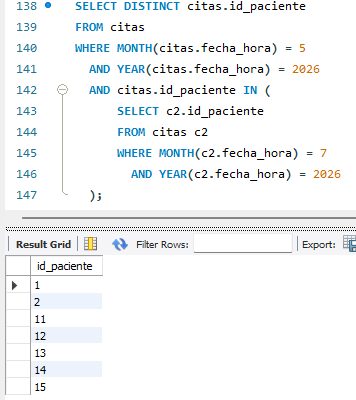 138 SELECT DISTINCT citas.id_paciente
139 FROM citas
140 WHERE MONTH(citas.fecha_hora) = 5
141 AND YEAR(citas.fecha_hora) = 2026
142 AND citas.id_paciente IN (
143 SELECT c2.id_paciente
144 FROM citas c2
145 WHERE MONTH(c2.fecha_hora) = 7
146 AND YEAR(c2.fecha_hora) = 2026
147 );
Result Grid Filter Rows: Export:
id_paciente
1
2
11
12
13
14
15